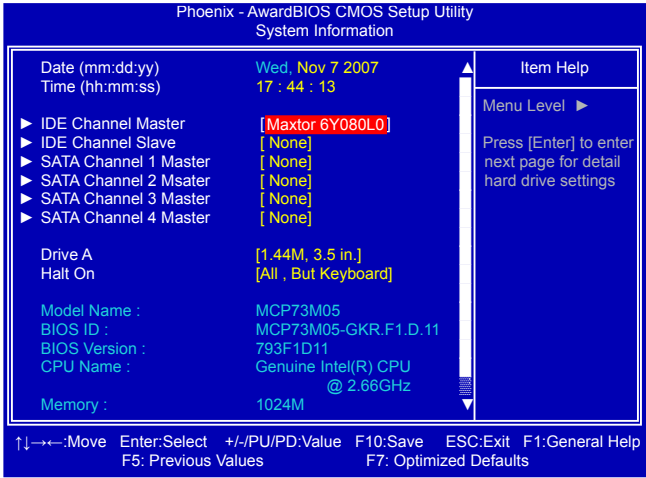 Phoenix - AwardBIOS CMOS Setup Utility
System Information
Date (mm:dd:yy) Wed, Nov 7 2007
Time (hh:mm:ss) 17 : 44 : 13
► IDE Channel Master [Maxtor 6Y080L0]
► IDE Channel Slave [ None]
► SATA Channel 1 Master [ None]
► SATA Channel 2 Msater [ None]
► SATA Channel 3 Master [ None]
► SATA Channel 4 Master [ None]
Drive A [1.44M, 3.5 in.]
Halt On [All , But Keyboard]
Model Name : MCP73M05
BIOS ID : MCP73M05-GKR.F1.D.11
BIOS Version : 793F1D11
CPU Name : Genuine Intel(R) CPU
@ 2.66GHz
Memory : 1024M
Item Help
Menu Level ►
Press [Enter] to enter
next page for detail
hard drive settings
↑↓→←:Move Enter:Select +/-/PU/PD:Value F10:Save ESC:Exit F1:General Help
F5: Previous Values F7: Optimized Defaults